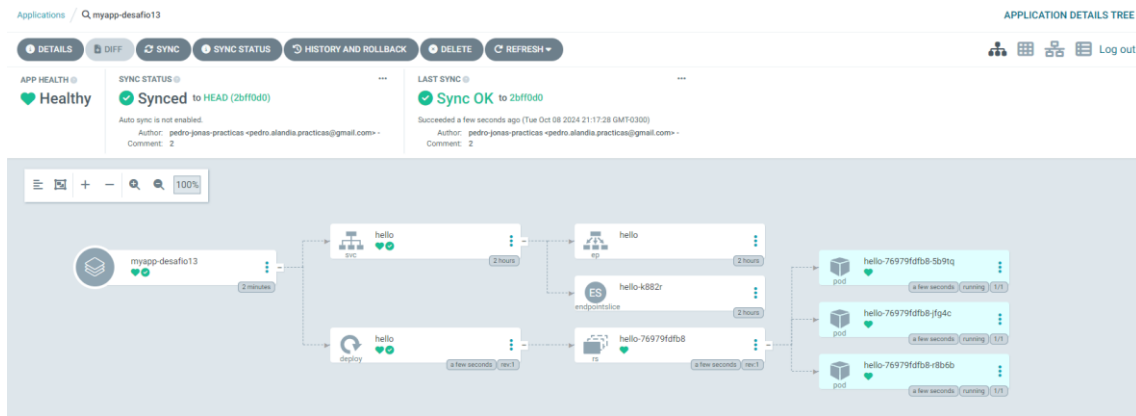 Applications / myapp-desafio13
APPLICATION DETAILS TREE
DETAILS DIFF SYNC SYNC STATUS HISTORY AND ROLLBACK DELETE REFRESH
Log out
APP HEALTH
Healthy
SYNC STATUS
Synced to HEAD (2bff0d0)
Auto sync is not enabled.
Author: pedro-jonas-practicas <pedro.alandia.practicas@gmail.com> -
Comment: 2
LAST SYNC
Sync OK to 2bff0d0
Succeeded a few seconds ago (Tue Oct 08 2024 21:17:28 GMT-0300)
Author: pedro-jonas-practicas <pedro.alandia.practicas@gmail.com> -
Comment: 2
100%
myapp-desafio13
2 minutes
hello
svc
2 hours
hello
deploy
a few seconds rev:1
hello
ep
2 hours
ES
hello-k882r
endpointslice
2 hours
hello-76979fdfb8
rs
a few seconds rev:1
hello-76979fdfb8-5b9tq
pod
a few seconds running 1/1
hello-76979fdfb8-jfg4c
pod
a few seconds running 1/1
hello-76979fdfb8-r8b6b
pod
a few seconds running 1/1